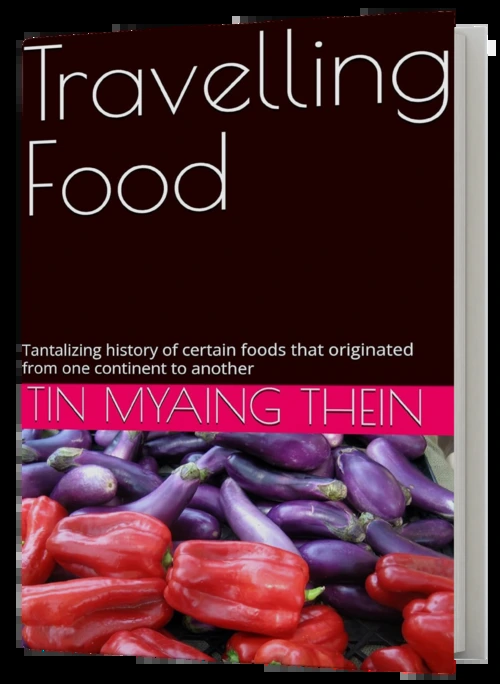 Travelling
Food
Tantalizing history of certain foods that originated
from one continent to another
TIN MYAING THEIN